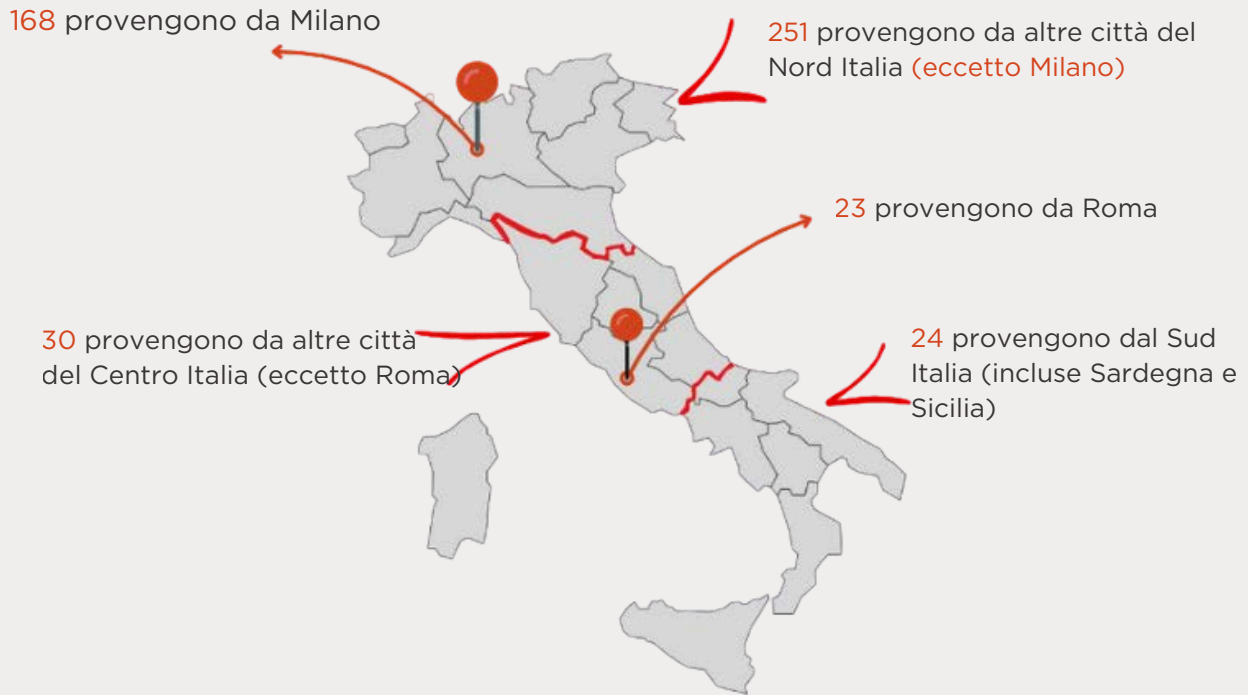 168 provengono da Milano
251 provengono da altre città del
Nord Italia (eccetto Milano)
23 provengono da Roma
30 provengono da altre città
del Centro Italia (eccetto Roma)
24 provengono dal Sud
Italia (incluse Sardegna e
Sicilia)